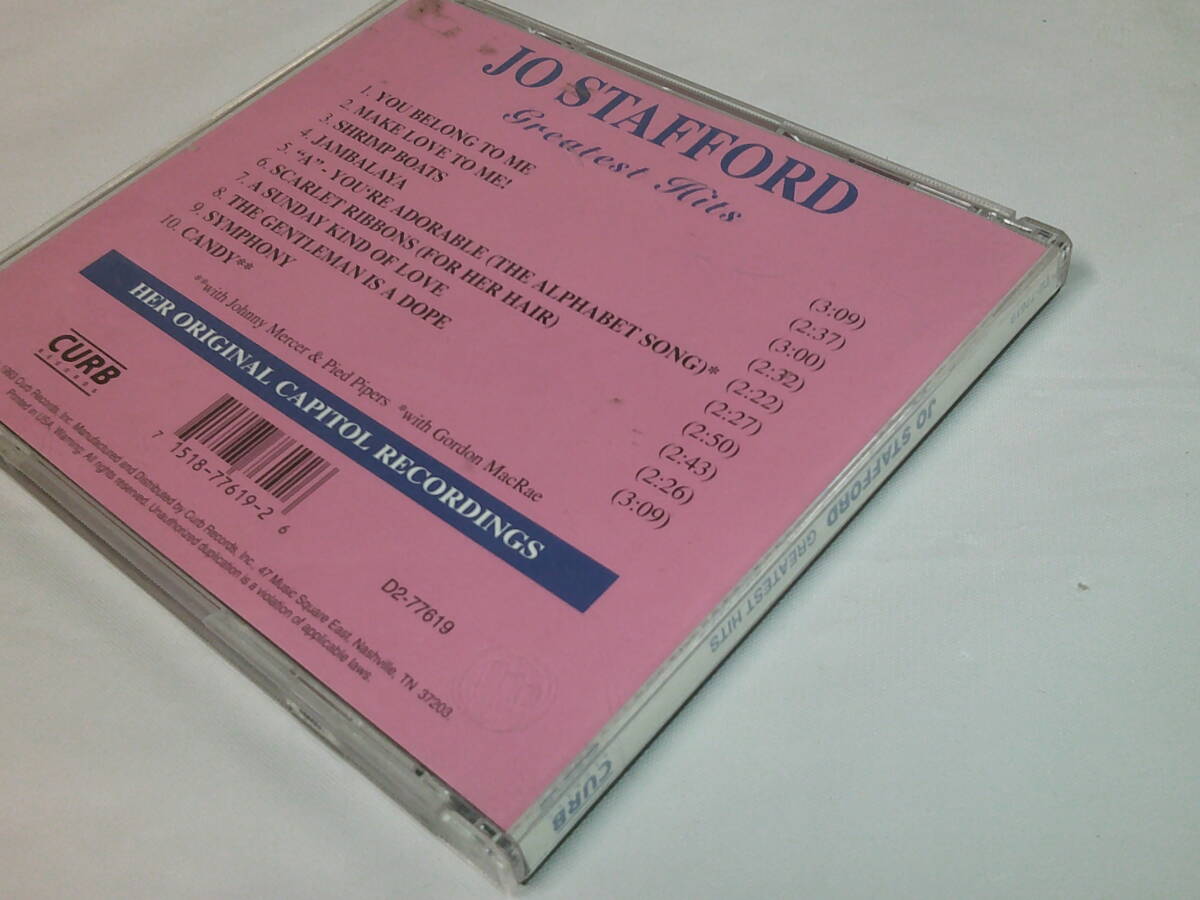 JO STAFFORD
Greatest Hits
1. YOU BELONG TO ME (3:09)
2. MAKE LOVE TO ME! (2:37)
3. SHRIMP BOATS (3:00)
4. JAMBALAYA (2:32)
5. “A”- YOU'RE ADORABLE (THE ALPHABET SONG)* (2:22)
6. SCARLET RIBBONS (FOR HER HAIR) (2:27)
7. A SUNDAY KIND OF LOVE (2:50)
8. THE GENTLEMAN IS A DOPE (2:43)
9. SYMPHONY (2:26)
10. CANDY** (3:09)
**with Johnny Mercer & Pied Pipers *with Gordon MacRae
HER ORIGINAL CAPITOL RECORDINGS
CURB
RECORDS
7 1518-77619-2 6
D2-77619
Curb Records, Inc. Manufactured and Distributed by Curb Records, Inc. 47 Music Square East, Nashville, TN 37203.
Printed in USA. Warning: All rights reserved. Unauthorized duplication is a violation of applicable laws.
JO STAFFORD GREATEST HITS CURB